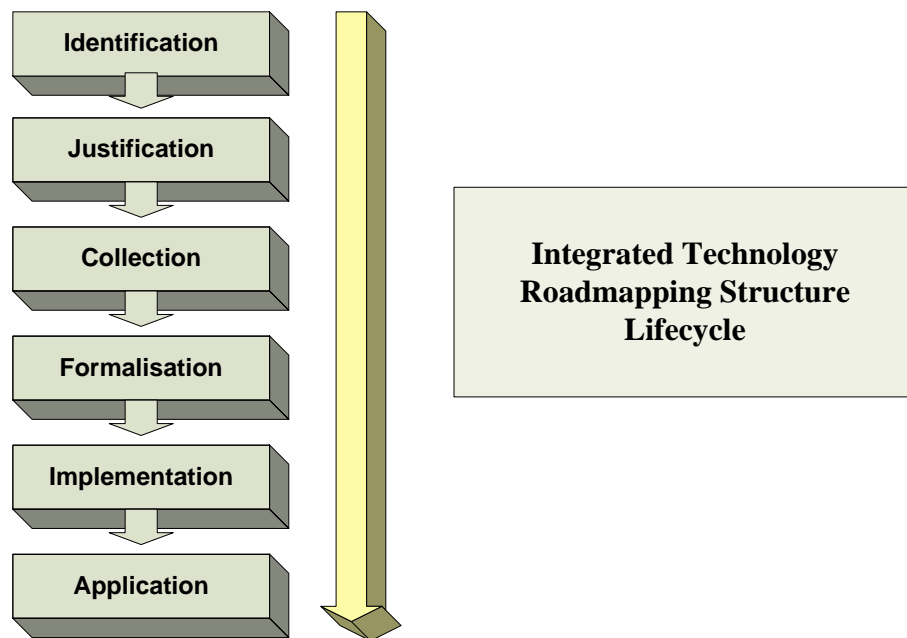 Identification
Justification
Collection
Formalisation
Implementation
Application
Integrated Technology
Roadmapping Structure
Lifecycle